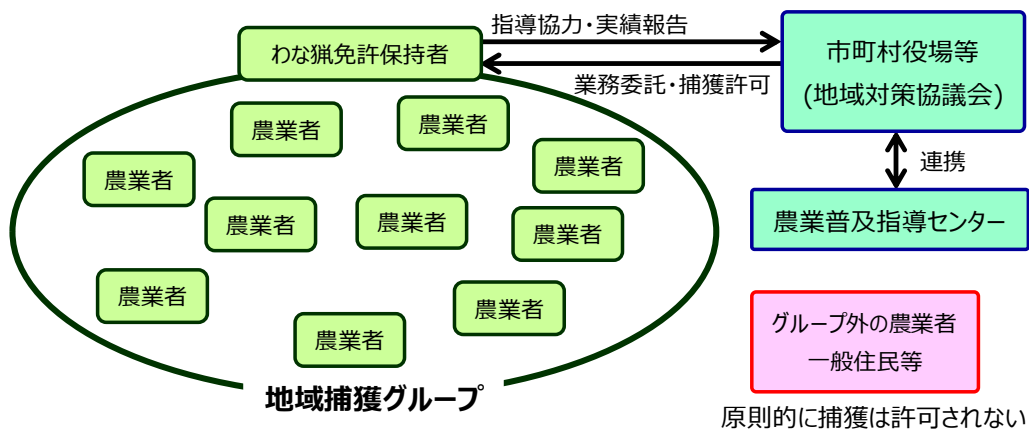 指導協力・実績報告
わな猟免許保持者
市町村役場等
(地域対策協議会)
業務委託・捕獲許可
農業者
農業者
農業者
農業者
連携
農業者
農業者
農業者
農業普及指導センター
農業者
農業者
農業者
グループ外の農業者
一般住民等
地域捕獲グループ
原則的に捕獲は許可されない